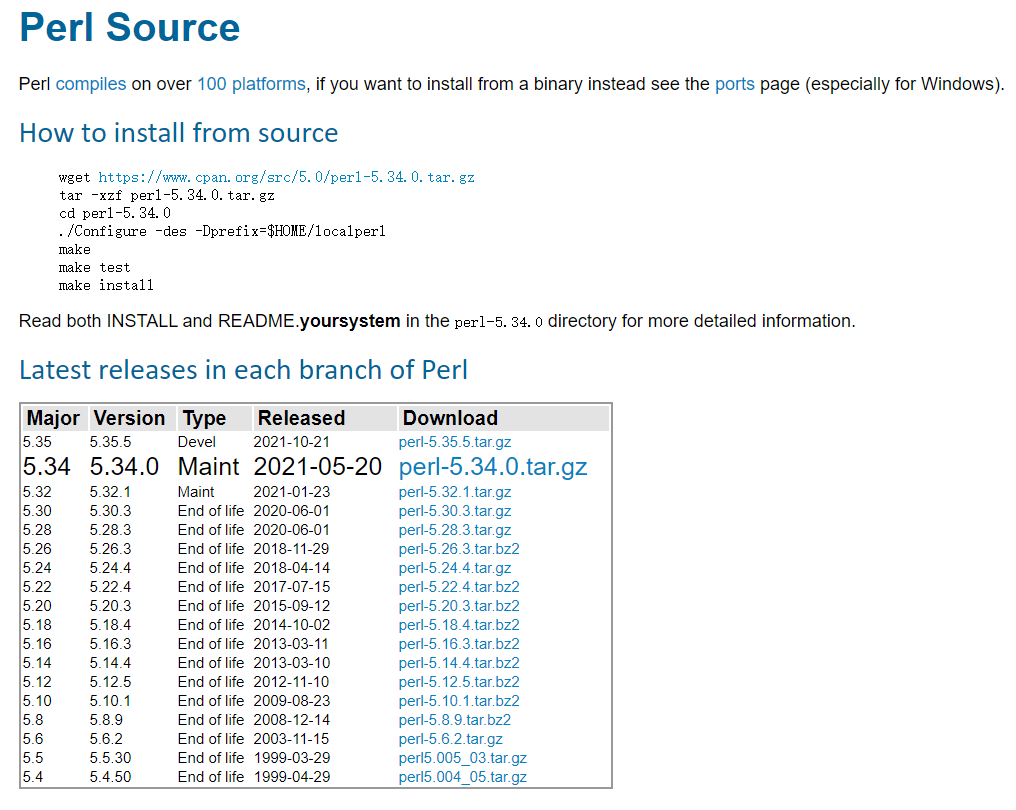 Perl Source
Perl compiles on over 100 platforms, if you want to install from a binary instead see the ports page (especially for Windows).
How to install from source
wget https://www.cpan.org/src/5.0/perl-5.34.0.tar.gz
tar -xzf perl-5.34.0.tar.gz
cd perl-5.34.0
./Configure -des -Dprefix=$HOME/localperl
make
make test
make install
Read both INSTALL and README.yoursystem in the perl-5.34.0 directory for more detailed information.
Latest releases in each branch of Perl
Major Version Type Released Download
5.35 5.35.5 Devel 2021-10-21 perl-5.35.5.tar.gz
5.34 5.34.0 Maint 2021-05-20 perl-5.34.0.tar.gz
5.32 5.32.1 Maint 2021-01-23 perl-5.32.1.tar.gz
5.30 5.30.3 End of life 2020-06-01 perl-5.30.3.tar.gz
5.28 5.28.3 End of life 2020-06-01 perl-5.28.3.tar.gz
5.26 5.26.3 End of life 2018-11-29 perl-5.26.3.tar.bz2
5.24 5.24.4 End of life 2018-04-14 perl-5.24.4.tar.gz
5.22 5.22.4 End of life 2017-07-15 perl-5.22.4.tar.bz2
5.20 5.20.3 End of life 2015-09-12 perl-5.20.3.tar.bz2
5.18 5.18.4 End of life 2014-10-02 perl-5.18.4.tar.bz2
5.16 5.16.3 End of life 2013-03-11 perl-5.16.3.tar.bz2
5.14 5.14.4 End of life 2013-03-10 perl-5.14.4.tar.bz2
5.12 5.12.5 End of life 2012-11-10 perl-5.12.5.tar.bz2
5.10 5.10.1 End of life 2009-08-23 perl-5.10.1.tar.bz2
5.8 5.8.9 End of life 2008-12-14 perl-5.8.9.tar.bz2
5.6 5.6.2 End of life 2003-11-15 perl-5.6.2.tar.gz
5.5 5.5.30 End of life 1999-03-29 perl5.005_03.tar.gz
5.4 5.4.50 End of life 1999-04-29 perl5.004_05.tar.gz